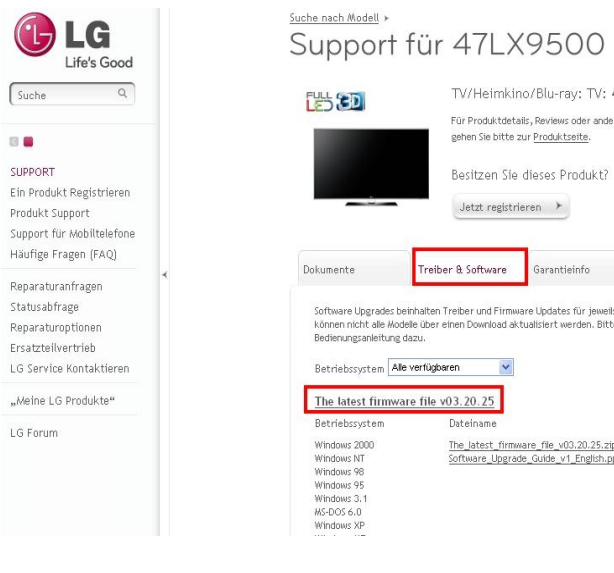 LG
Life's Good
Suche
SUPPORT
Ein Produkt Registrieren
Produkt Support
Support für Mobiltelefone
Häufige Fragen (FAQ)
Reparaturanfragen
Statusabfrage
Reparaturoptionen
Ersatzteilvertrieb
LG Service Kontaktieren
„Meine LG Produkte“
LG Forum
Suche nach Modell
Support für 47LX9500
FULL LED 3D
TV/Heimkino/Blu-ray: TV:
Für Produktdetails, Reviews oder ande
gehen Sie bitte zur Produktseite.
Besitzen Sie dieses Produkt?
Jetzt registrieren
Dokumente Treiber & Software Garantieinfo
Software Upgrades beinhalten Treiber und Firmware Updates für jeweils
können nicht alle Modelle über einen Download aktualisiert werden. Bitt
Bedienungsanleitung dazu.
Betriebssystem Alle verfügbaren
The latest firmware file v03.20.25
Betriebssystem Dateiname
Windows 2000 The_latest_firmware_file_v03.20.25.zip
Windows NT Software_Upgrade_Guide_v1_English.pp
Windows 98
Windows 95
Windows 3.1
MS-DOS 6.0
Windows XP